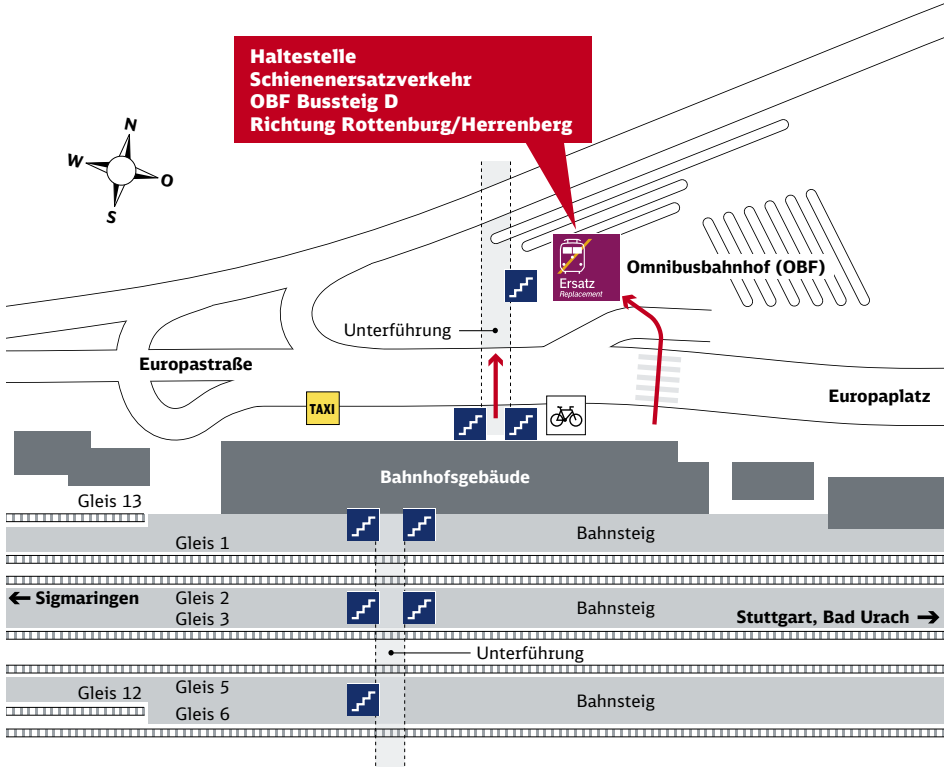 Haltestelle
Schienenersatzverkehr
OBF Bussteig D
Richtung Rottenburg/Herrenberg
N
W
O
S
Ersatz
Replacement
Omnibusbahnhof (OBF)
Unterführung
Europastraße
Europaplatz
TAXI
Bahnhofsgebäude
Gleis 13
Gleis 1
Bahnsteig
← Sigmaringen
Gleis 2
Gleis 3
Bahnsteig
Stuttgart, Bad Urach →
Unterführung
Gleis 12
Gleis 5
Gleis 6
Bahnsteig